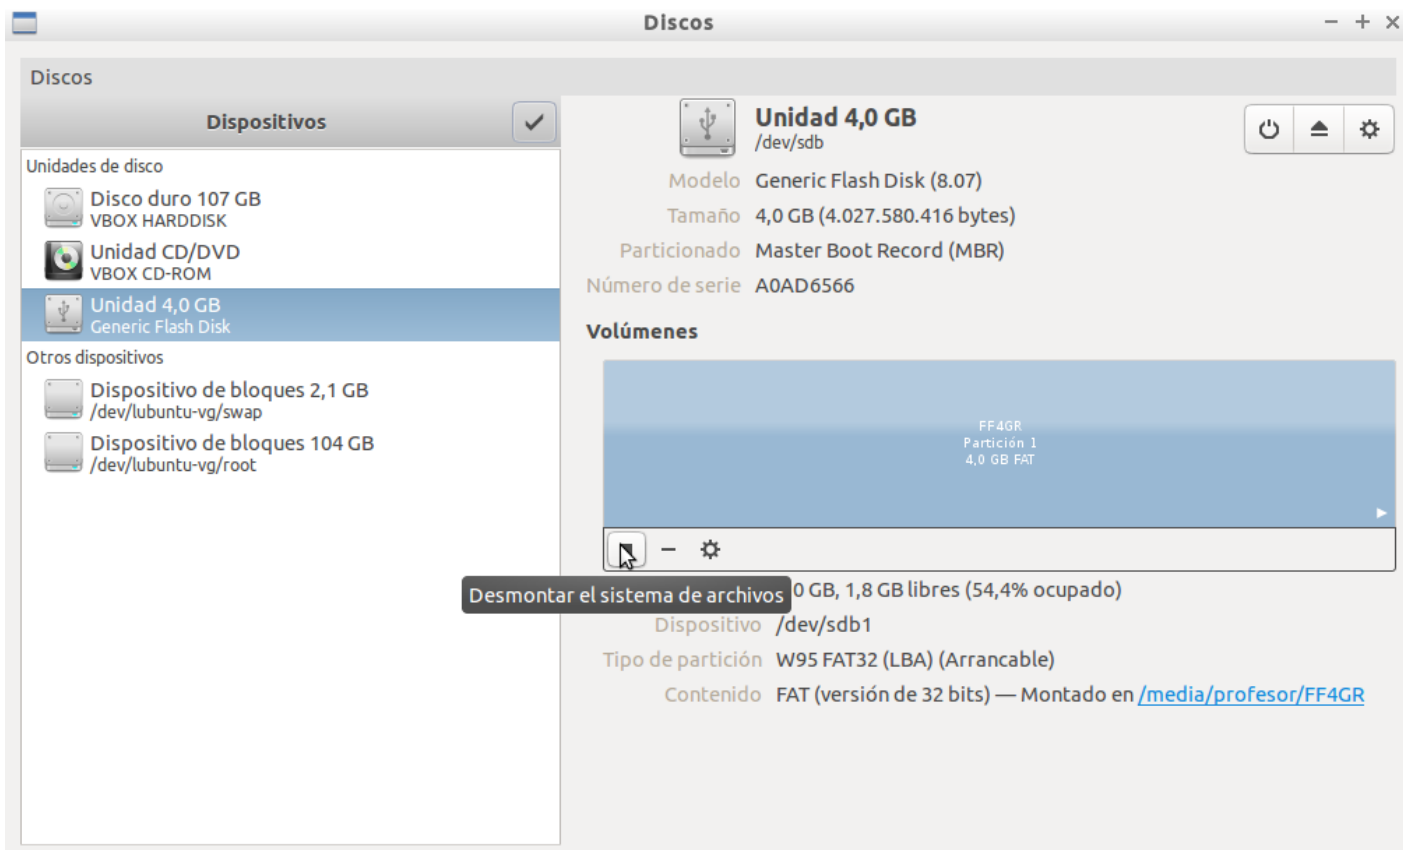 Discos
Discos
Dispositivos
Unidades de disco
Disco duro 107 GB
VBOX HARDDISK
Unidad CD/DVD
VBOX CD-ROM
Unidad 4,0 GB
Generic Flash Disk
Otros dispositivos
Dispositivo de bloques 2,1 GB
/dev/lubuntu-vg/swap
Dispositivo de bloques 104 GB
/dev/lubuntu-vg/root
Unidad 4,0 GB
/dev/sdb
Modelo Generic Flash Disk (8.07)
Tamaño 4,0 GB (4.027.580.416 bytes)
Particionado Master Boot Record (MBR)
Número de serie A0AD6566
Volúmenes
FF4GR
Partición 1
4,0 GB FAT
Desmontar el sistema de archivos 0 GB, 1,8 GB libres (54,4% ocupado)
Dispositivo /dev/sdb1
Tipo de partición W95 FAT32 (LBA) (Arrancable)
Contenido FAT (versión de 32 bits) — Montado en /media/profesor/FF4GR